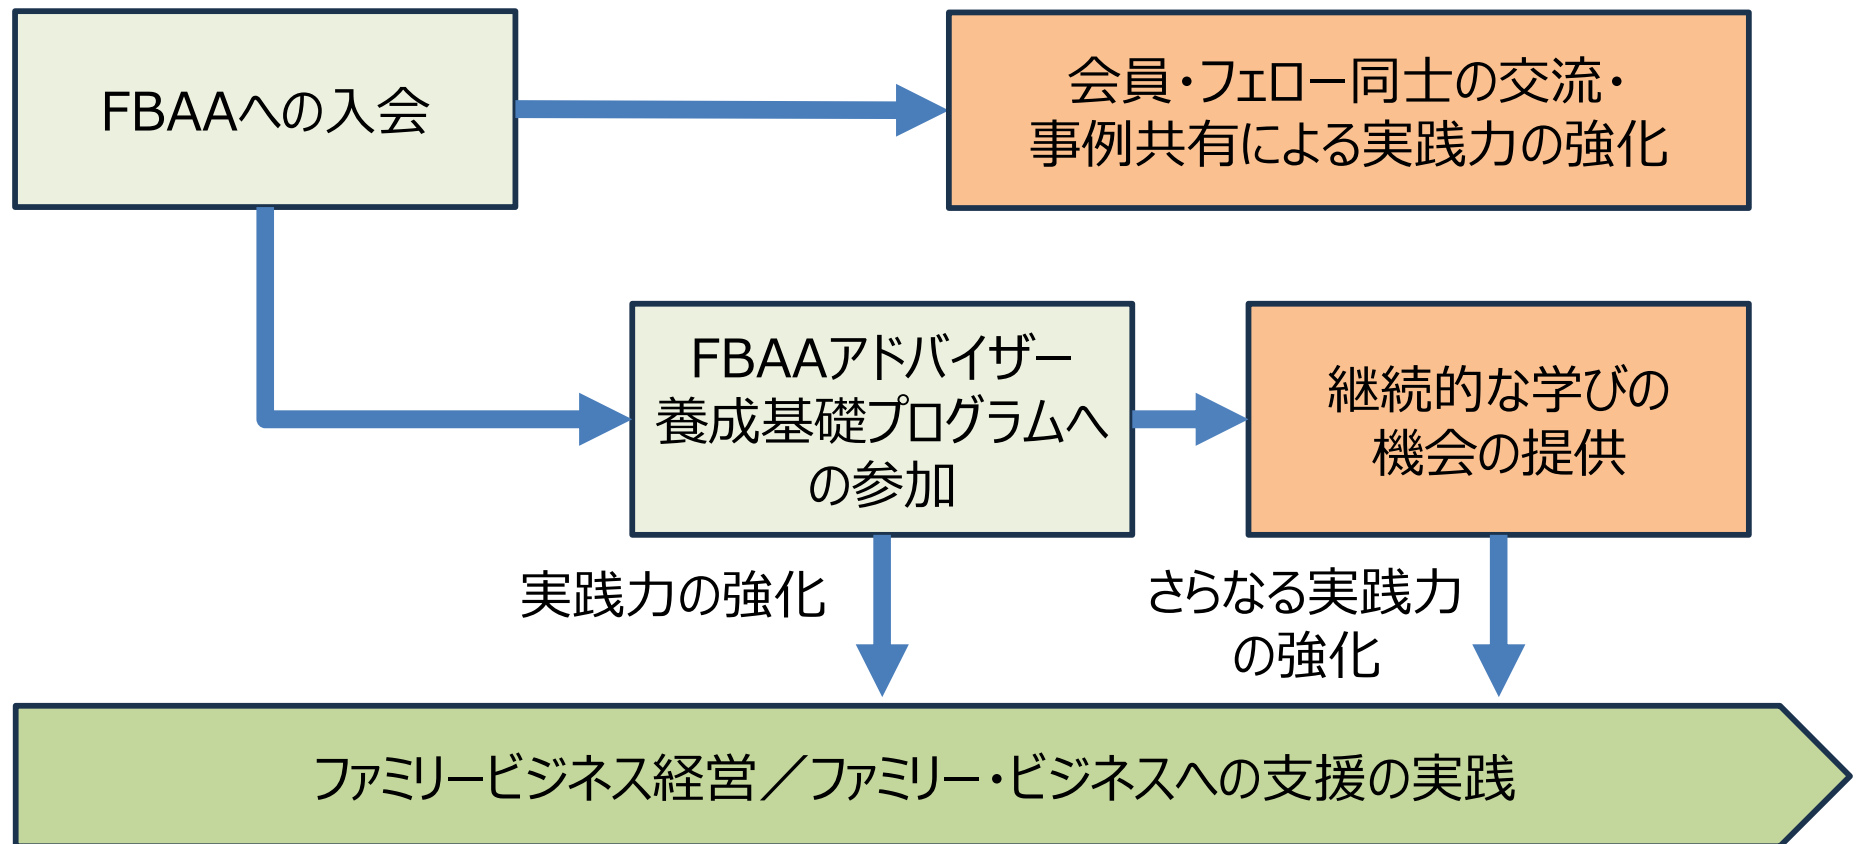 FBAAへの入会
会員・フェロー同士の交流・
事例共有による実践力の強化
FBAAアドバイザー
養成基礎プログラムへ
の参加
継続的な学びの
機会の提供
実践力の強化
さらなる実践力
の強化
ファミリービジネス経営／ファミリー・ビジネスへの支援の実践